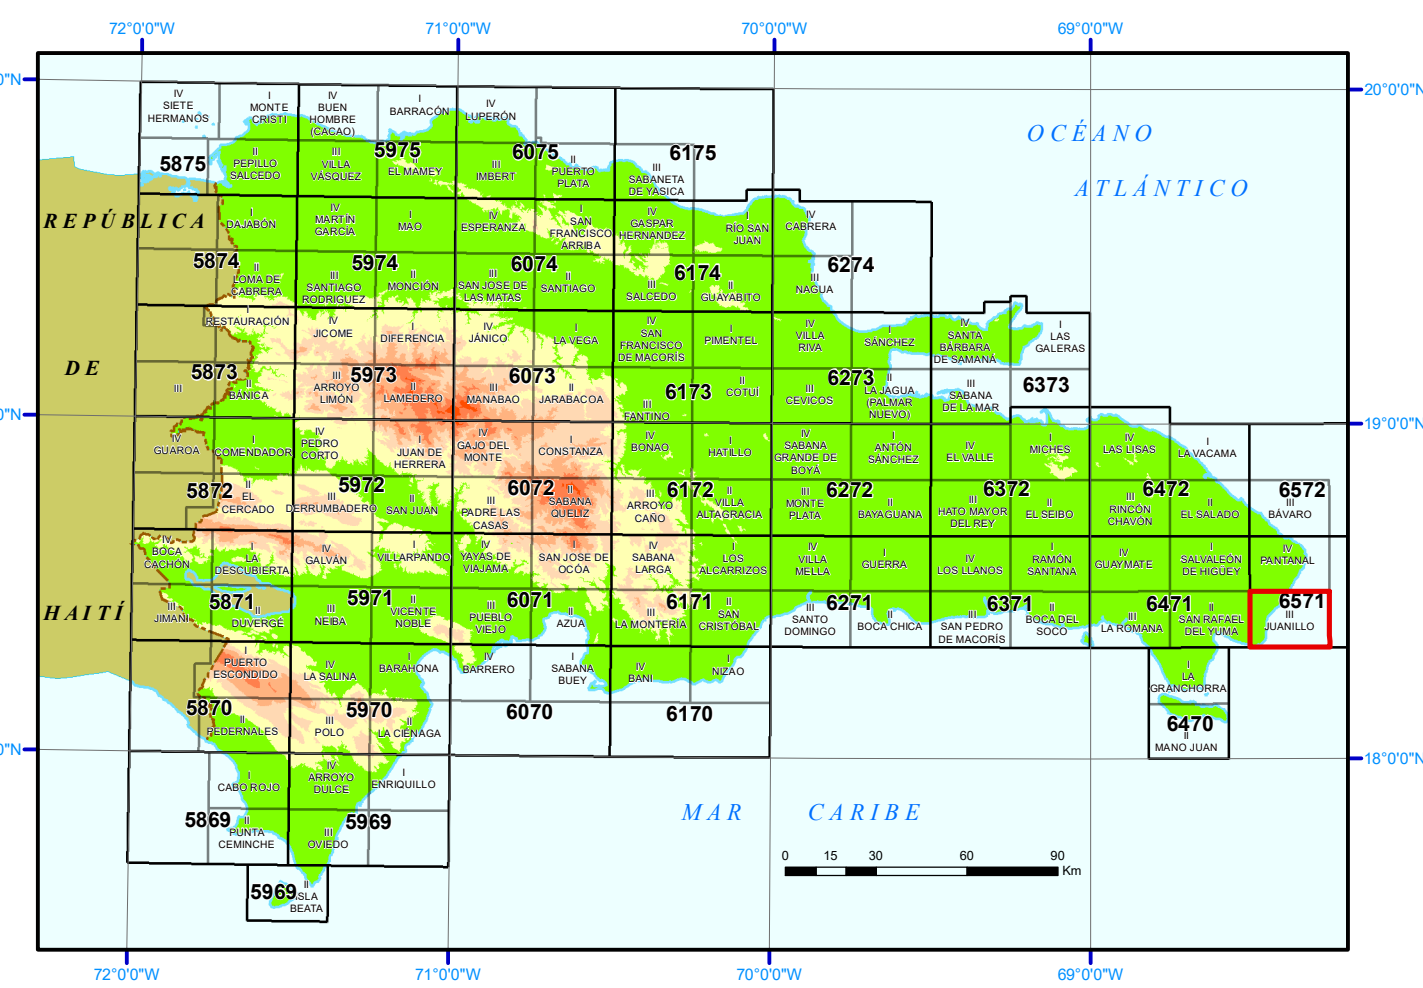 72°0'0"W
71°0'0"W
70°0'0"W
69°0'0"W
0"N
20°0'0"N
OCÉANO
ATLÁNTICO
IV
SIETE
HERMANOS
I
MONTE
CRISTI
IV
BUEN
HOMBRE
(CACAO)
I
BARRACÓN
IV
LUPERÓN
5875
II
PEPILLO
SALCEDO
III
VILLA
VÁSQUEZ
5975
II
EL MAMEY
III
IMBERT
6075
II
PUERTO
PLATA
III
SABANETA
DE YASICA
6175
REPÚBLICA
I
DAJABÓN
IV
MARTÍN
GARCÍA
I
MAO
IV
ESPERANZA
I
SAN
FRANCISCO
ARRIBA
IV
GASPAR
HERNANDEZ
I
RÍO SAN
JUAN
IV
CABRERA
5874
II
LOMA DE
CABRERA
III
SANTIAGO
RODRIGUEZ
5974
II
MONCIÓN
III
SAN JOSE DE
LAS MATAS
6074
II
SANTIAGO
III
SALCEDO
6174
II
GUAYABITO
III
NAGUA
6274
I
RESTAURACIÓN
IV
JICOME
I
DIFERENCIA
IV
JÁNICO
I
LA VEGA
IV
SAN
FRANCISCO
DE MACORÍS
I
PIMENTEL
IV
VILLA
RIVA
I
SÁNCHEZ
IV
SANTA
BÁRBARA
DE SAMANÁ
I
LAS
GALERAS
DE
III
5873
II
BÁNICA
III
ARROYO
LIMÓN
5973
II
LAMEDERO
III
MANABAO
6073
II
JARABACOA
III
FANTINO
6173
II
COTUÍ
III
CEVICOS
6273
II
LA JAGUA
(PALMAR
NUEVO)
III
SABANA
DE LA MAR
6373
0"N
19°0'0"N
IV
GUAROA
I
COMENDADOR
IV
PEDRO
CORTO
I
JUAN DE
HERRERA
IV
GAJO DEL
MONTE
I
CONSTANZA
IV
BONAO
I
HATILLO
IV
SABANA
GRANDE DE
BOYÁ
I
ANTÓN
SÁNCHEZ
IV
EL VALLE
I
MICHES
IV
LAS LISAS
I
LA VACAMA
5872
II
EL
CERCADO
III
DERRUMBADERO
5972
II
SAN JUAN
III
PADRE LAS
CASAS
6072
II
SABANA
QUELIZ
III
ARROYO
CAÑO
6172
II
VILLA
ALTAGRACIA
III
MONTE
PLATA
6272
II
BAYAGUANA
III
HATO MAYOR
DEL REY
6372
II
EL SEIBO
III
RINCÓN
CHAVÓN
6472
II
EL SALADO
6572
III
BÁVARO
IV
BOCA
CACHÓN
I
LA
DESCUBIERTA
IV
GALVÁN
I
VILLARPANDO
IV
YAYAS DE
VIAJAMA
I
SAN JOSE DE
OCÓA
IV
SABANA
LARGA
I
LOS
ALCARRIZOS
IV
VILLA
MELLA
I
GUERRA
IV
LOS LLANOS
I
RAMÓN
SANTANA
IV
GUAYMATE
I
SALVALEÓN
DE HIGÜEY
IV
PANTANAL
HAITÍ
III
JIMANÍ
5871
II
DUVERGÉ
III
NEIBA
5971
II
VICENTE
NOBLE
III
PUEBLO
VIEJO
6071
II
AZUA
III
LA MONTERÍA
6171
II
SAN
CRISTÓBAL
III
SANTO
DOMINGO
6271
II
BOCA CHICA
III
SAN PEDRO
DE MACORÍS
6371
II
BOCA DEL
SOCO
III
LA ROMANA
6471
II
SAN RAFAEL
DEL YUMA
6571
III
JUANILLO
I
PUERTO
ESCONDIDO
IV
LA SALINA
I
BARAHONA
IV
BARRERO
I
SABANA
BUEY
IV
BANI
I
NIZAO
I
LA
GRANCHORRA
5870
II
PEDERNALES
III
POLO
5970
II
LA CIÉNAGA
6070
6170
6470
II
MANO JUAN
0"N
18°0'0"N
I
CABO ROJO
IV
ARROYO
DULCE
I
ENRIQUILLO
MAR CARIBE
5869
II
PUNTA
CEMINCHE
III
OVIEDO
5969
0 15 30 60 90
Km
5969
II
ISLA
BEATA
72°0'0"W
71°0'0"W
70°0'0"W
69°0'0"W